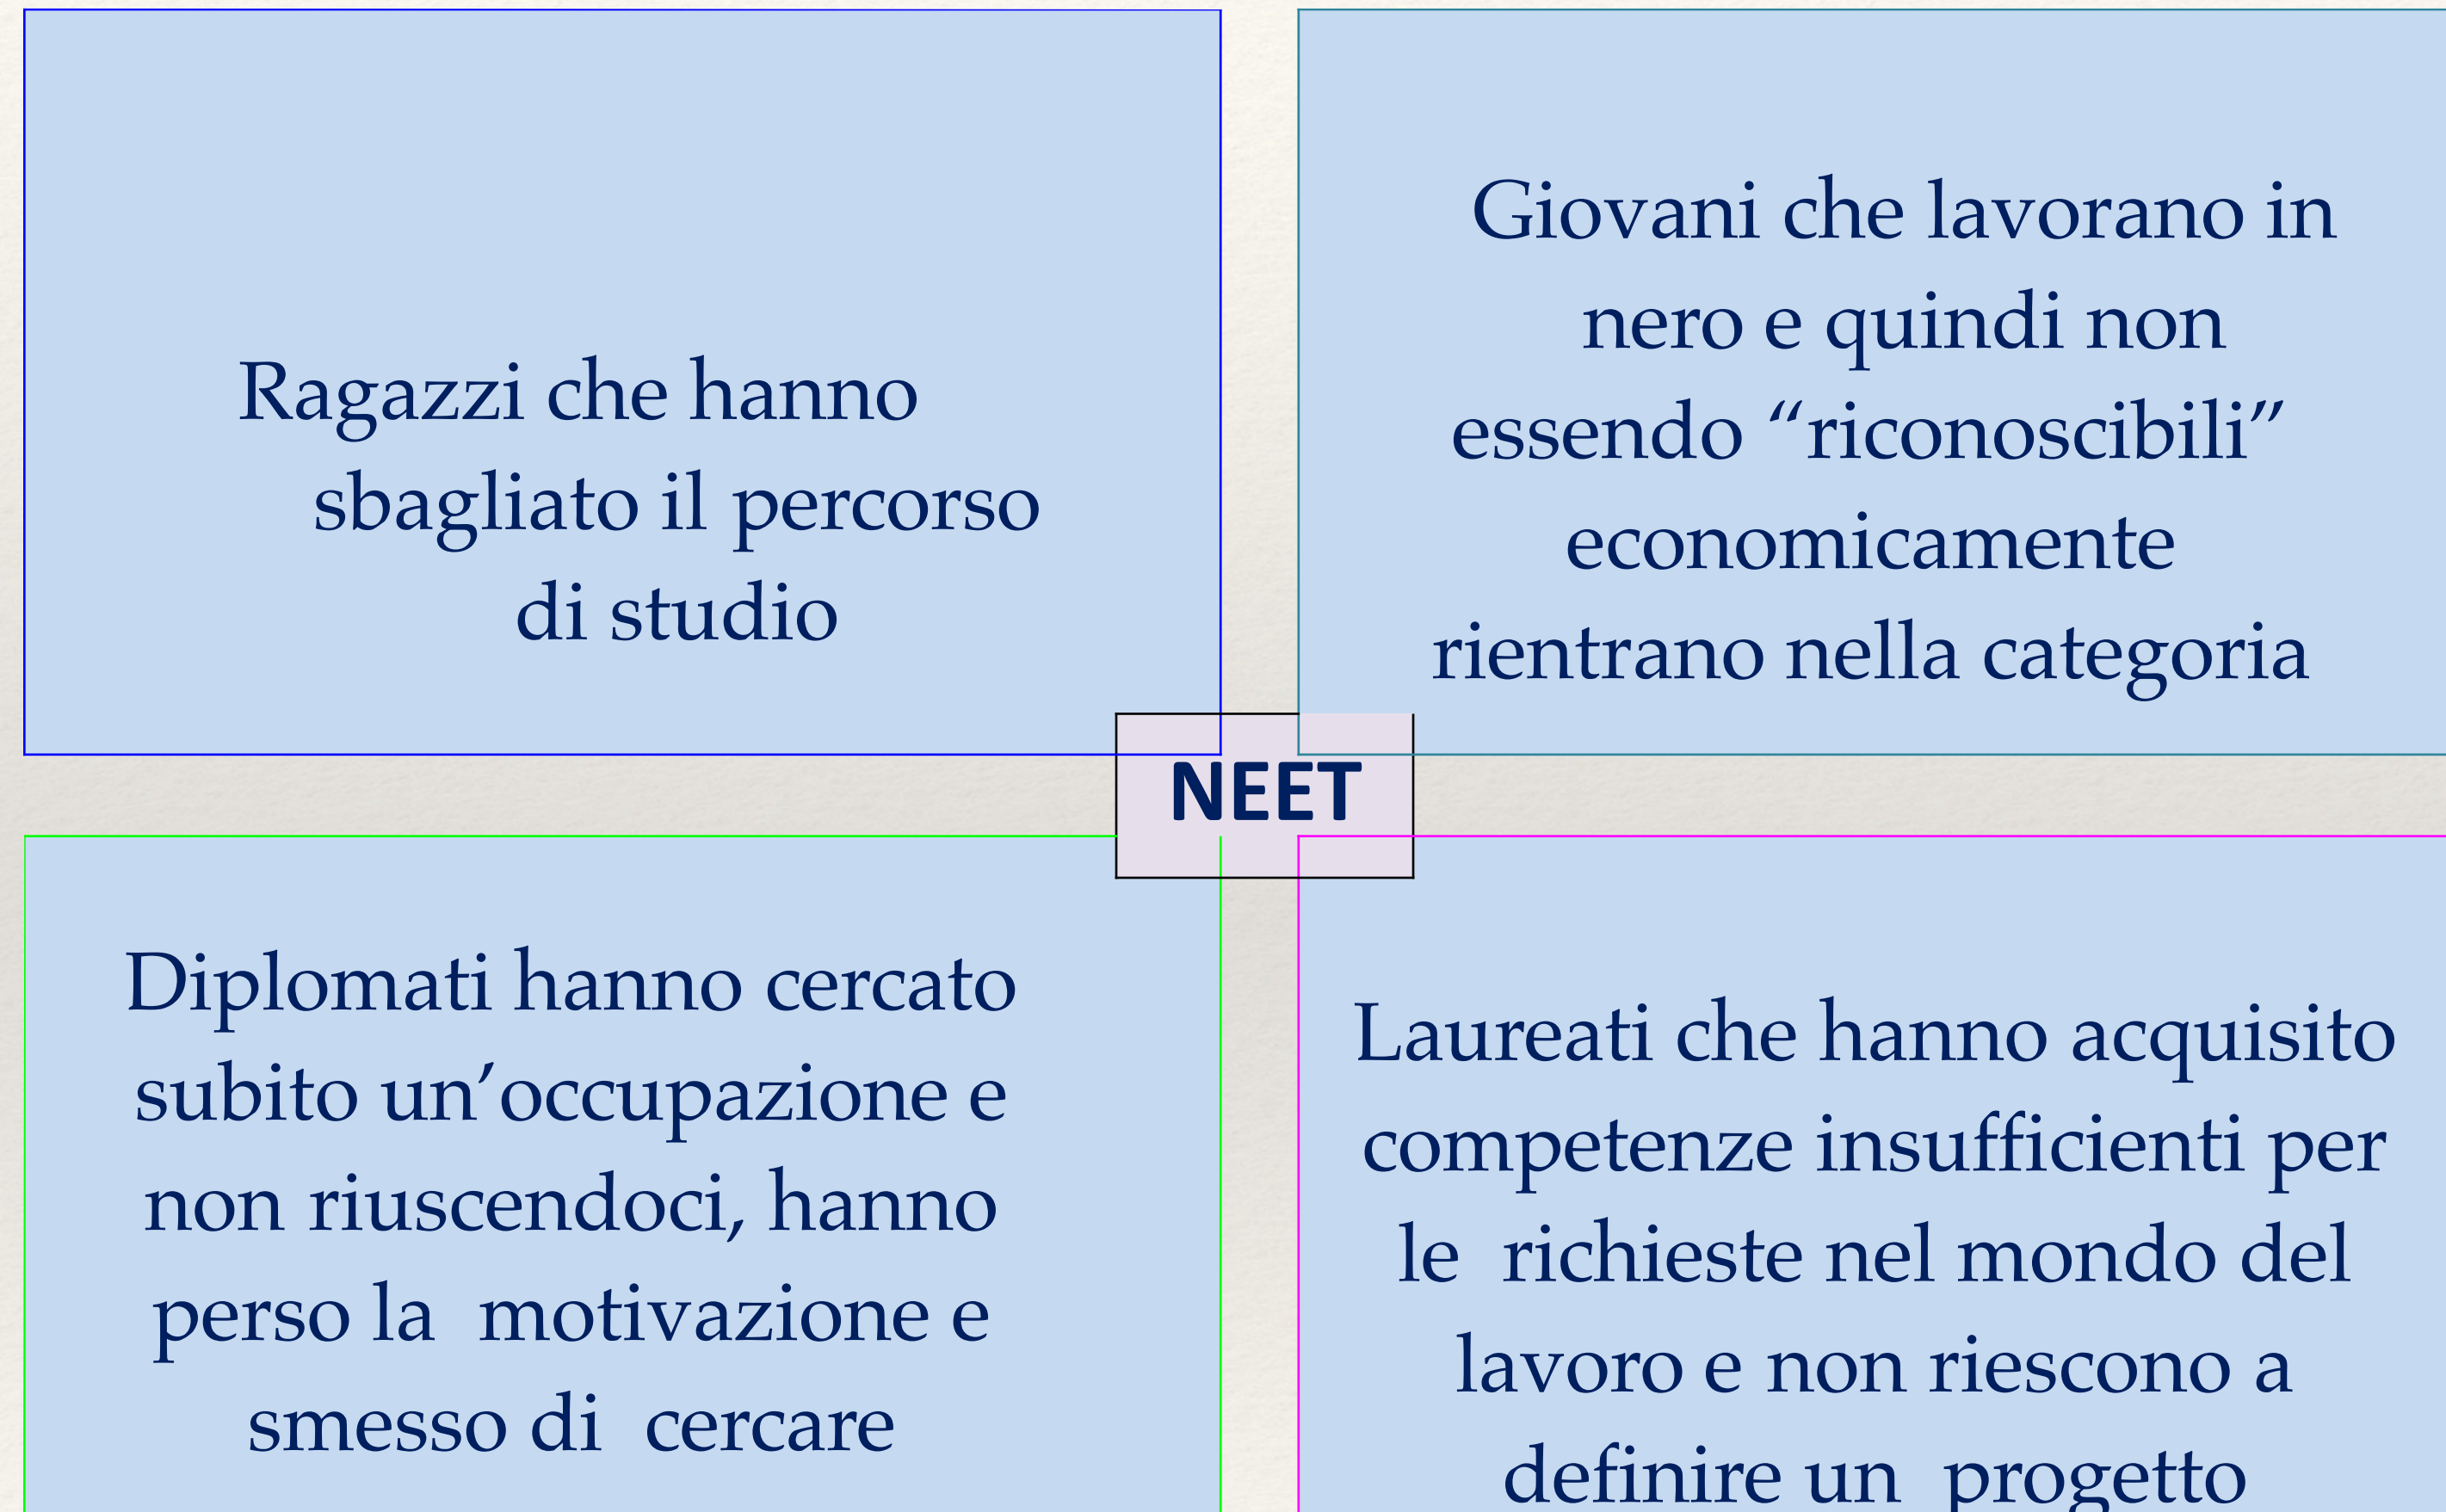 Ragazzi che hanno
sbagliato il percorso
di studio
Giovani che lavorano in
nero e quindi non
essendo “riconoscibili”
economicamente
rientrano nella categoria
NEET
Diplomati hanno cercato
subito un’occupazione e
non riuscendoci, hanno
perso la  motivazione e
smesso di  cercare
Laureati che hanno acquisito
competenze insufficienti per
le  richieste nel mondo del
lavoro e non riescono a
definire un  progetto